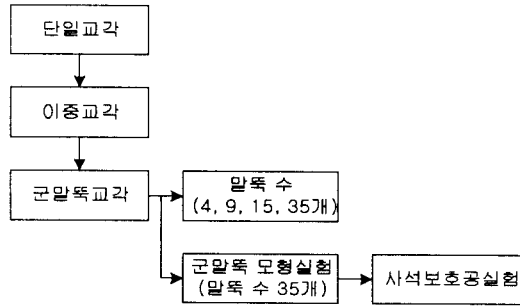 단일교각
이중교각
군말뚝교각
말뚝 수
(4, 9, 15, 35개)
군말뚝 모형실험
(말뚝 수 35개)
사석보호공실험